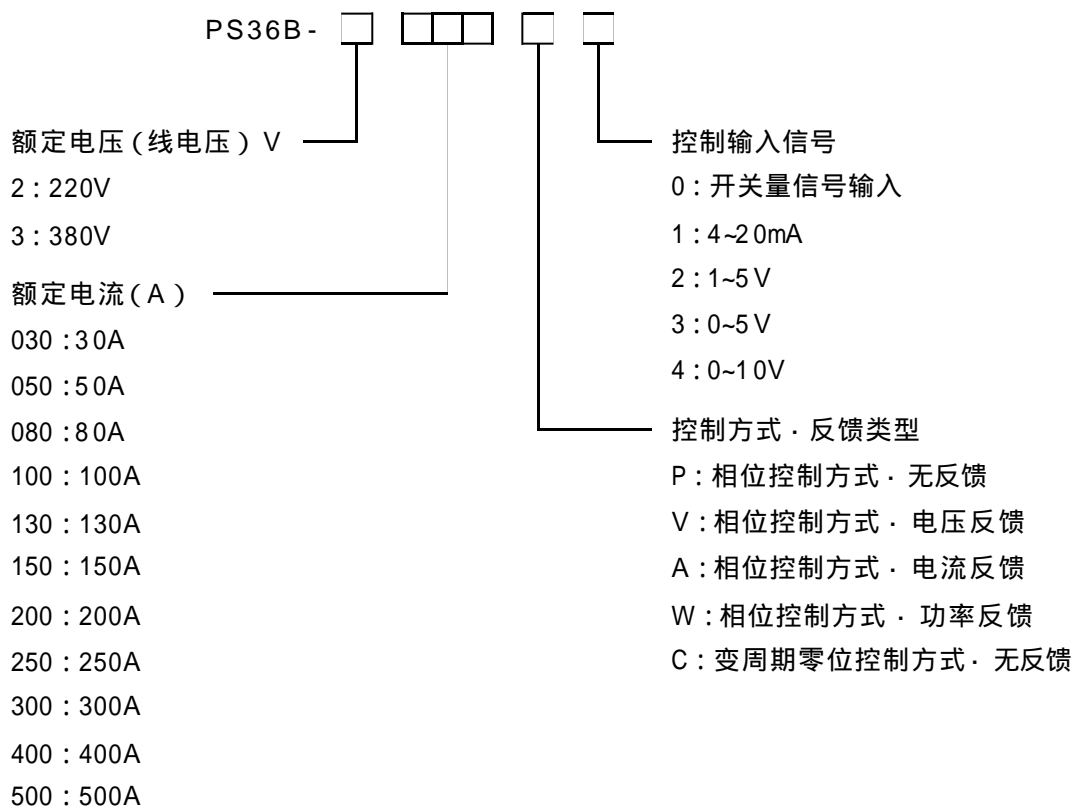 PS36B-
额定电压(线电压) V
2:220V
3:380V
额定电流(A)
030:30A
050:50A
080:80A
100:100A
130:130A
150:150A
200:200A
250:250A
300:300A
400:400A
500:500A
控制输入信号
0:开关量信号输入
1:4~20mA
2:1~5V
3:0~5V
4:0~10V
控制方式·反馈类型
P:相位控制方式·无反馈
V:相位控制方式·电压反馈
A:相位控制方式·电流反馈
W:相位控制方式·功率反馈
C:变周期零位控制方式·无反馈